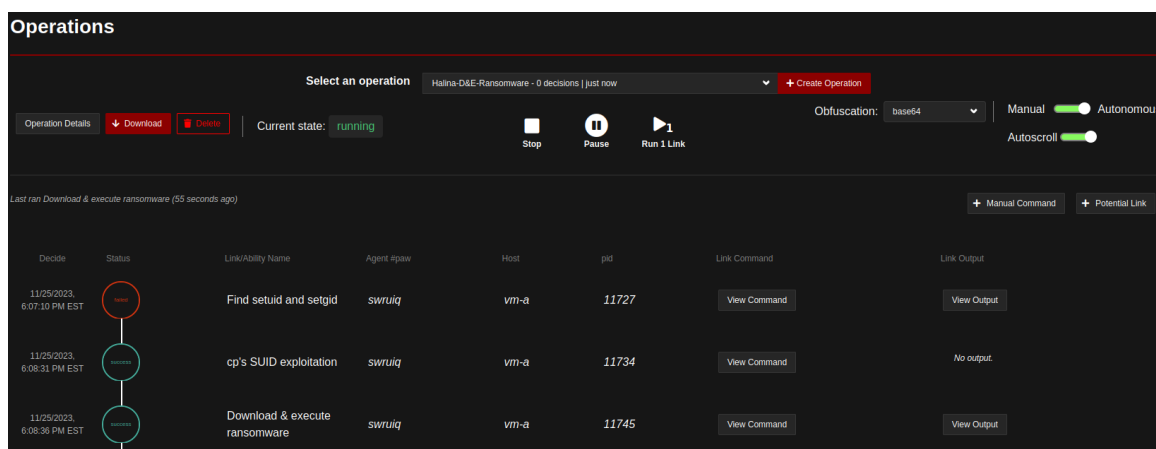 Operations
Select an operation Halina-D&E-Ransomware - 0 decisions | just now + Create Operation
Operation Details Download Delete Current state: running Stop Pause 1 Run 1 Link Obfuscation: base64 Manual Autonomou
Autoscroll
Last ran Download & execute ransomware (55 seconds ago) + Manual Command + Potential Link
Decide Status Link/Ability Name Agent #paw Host pid Link Command Link Output
11/25/2023,
6:07:10 PM EST failed Find setuid and setgid swruiq vm-a 11727 View Command View Output
11/25/2023,
6:08:31 PM EST success cp's SUID exploitation swruiq vm-a 11734 View Command No output.
11/25/2023,
6:08:36 PM EST success Download & execute
ransomware swruiq vm-a 11745 View Command View Output